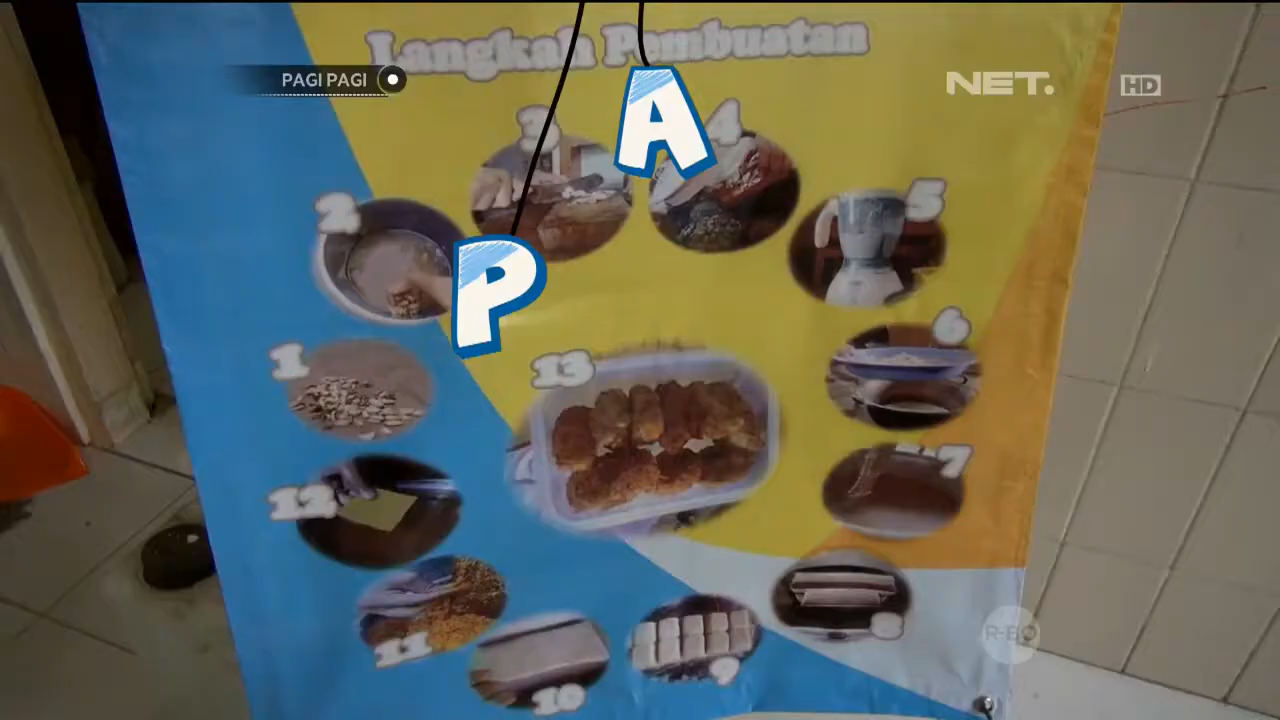 Langkah Pembuatan
PAGI PAGI
NET.
HD
A
P
3
4
2
5
6
1
13
7
12
8
11
9
10
R-BO